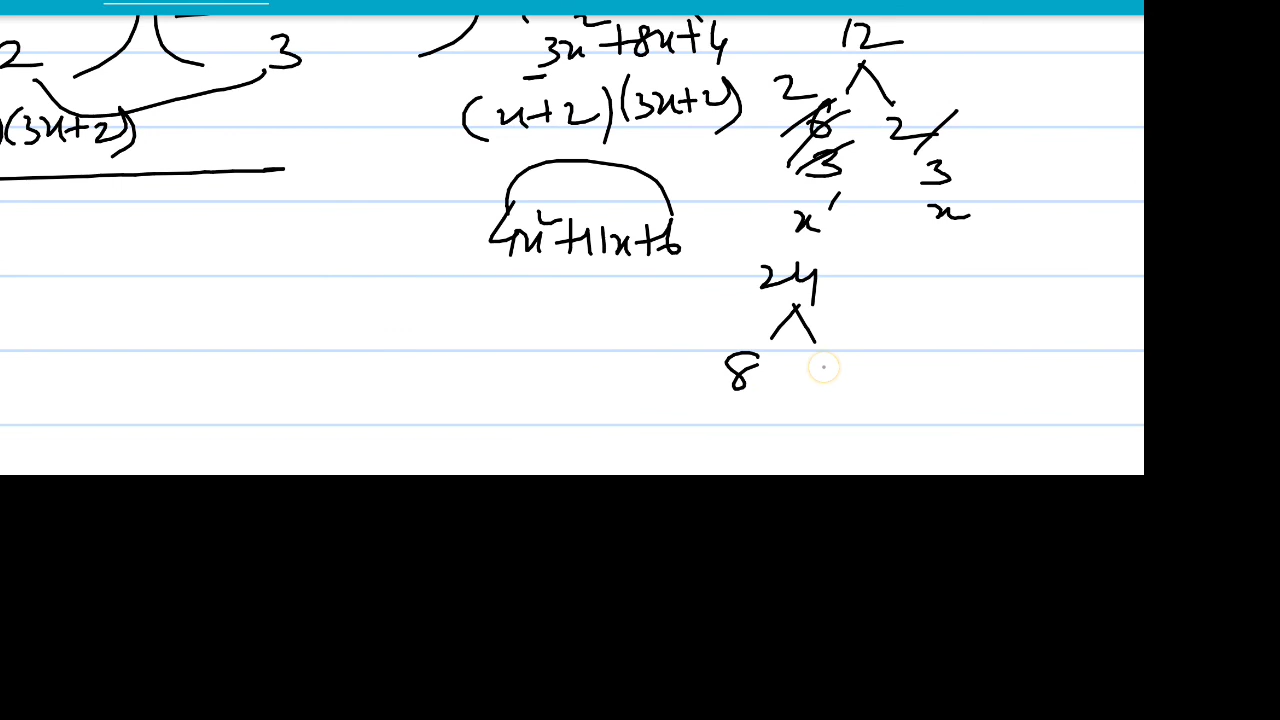 2 3
(3x+2)
3x²+8x+4
(x+2)(3x+2)
4x²+11x+6
12
2 6 2
3 3
x x
24
8